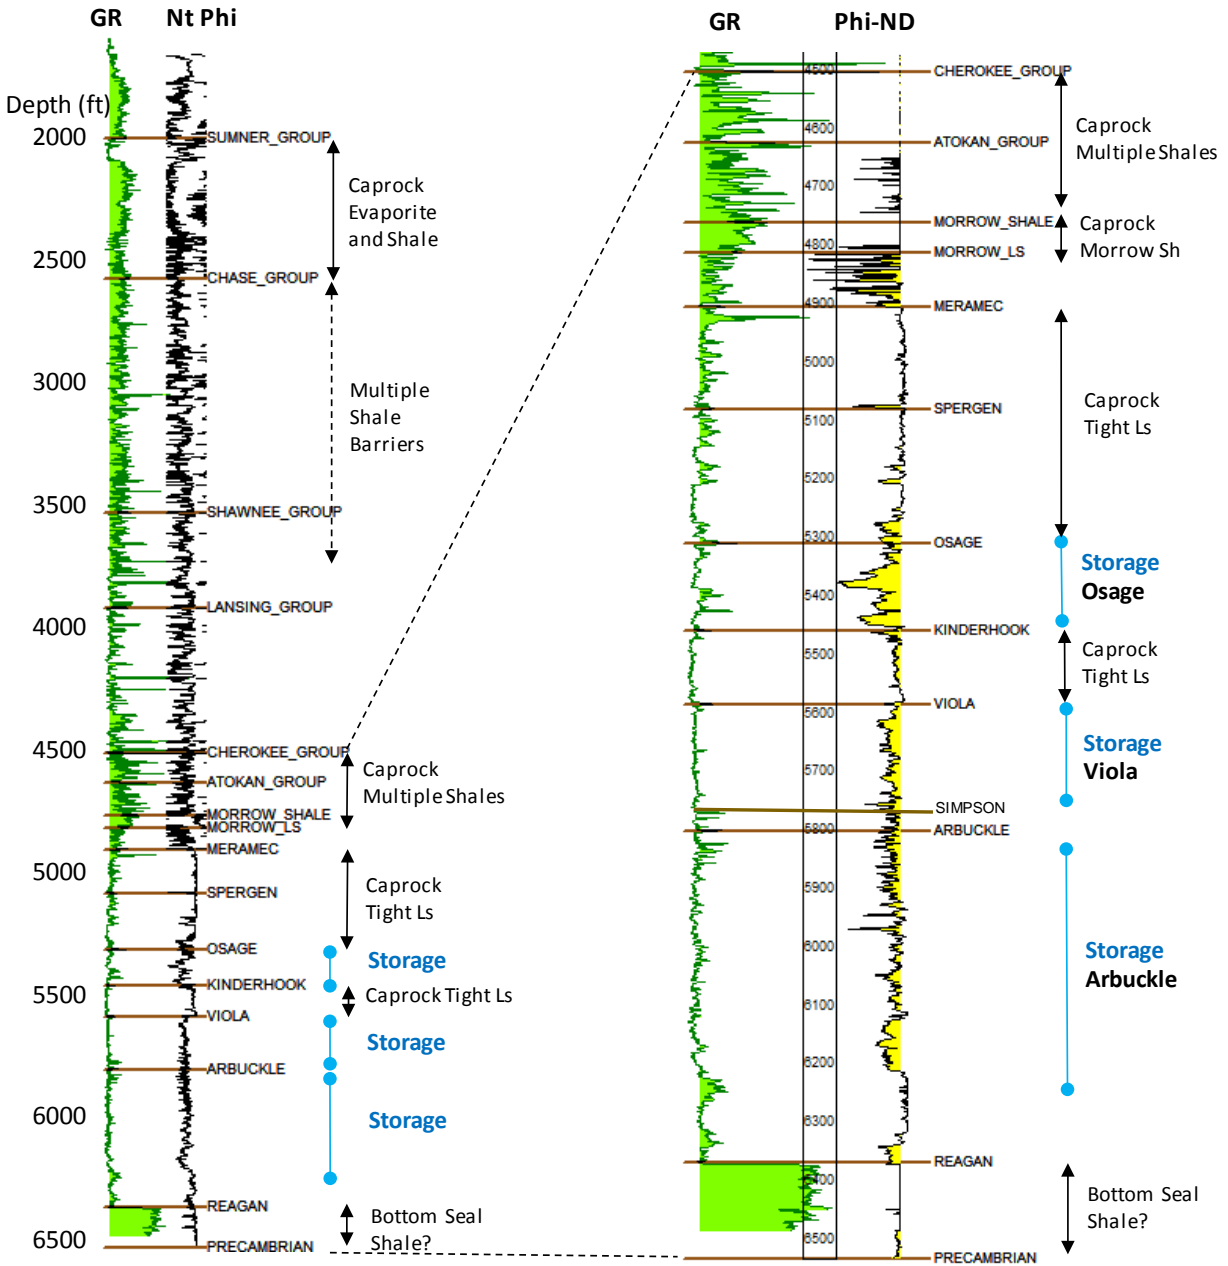 GR Nt Phi
Depth (ft)
2000
2500
3000
3500
4000
4500
5000
5500
6000
6500
SUMNER_GROUP
CHASE_GROUP
SHAWNEE_GROUP
LANSING_GROUP
CHEROKEE_GROUP
ATOKAN_GROUP
MORROW_SHALE
MORROW_LS
MERAMEC
SPERGEN
OSAGE
KINDERHOOK
VIOLA
ARBUCKLE
REAGAN
PRECAMBRIAN
Caprock
Evaporite
and Shale
Multiple
Shale
Barriers
Caprock
Multiple Shales
Caprock
Tight Ls
Storage
Caprock Tight Ls
Storage
Storage
Bottom Seal
Shale?
GR Phi-ND
4500
4600
4700
4800
4900
5000
5100
5200
5300
5400
5500
5600
5700
5800
5900
6000
6100
6200
6300
6400
6500
CHEROKEE_GROUP
ATOKAN_GROUP
MORROW_SHALE
MORROW_LS
MERAMEC
SPERGEN
OSAGE
KINDERHOOK
VIOLA
SIMPSON
ARBUCKLE
REAGAN
PRECAMBRIAN
Caprock
Multiple Shales
Caprock
Morrow Sh
Caprock
Tight Ls
Storage
Osage
Caprock
Tight Ls
Storage
Viola
Storage
Arbuckle
Bottom Seal
Shale?